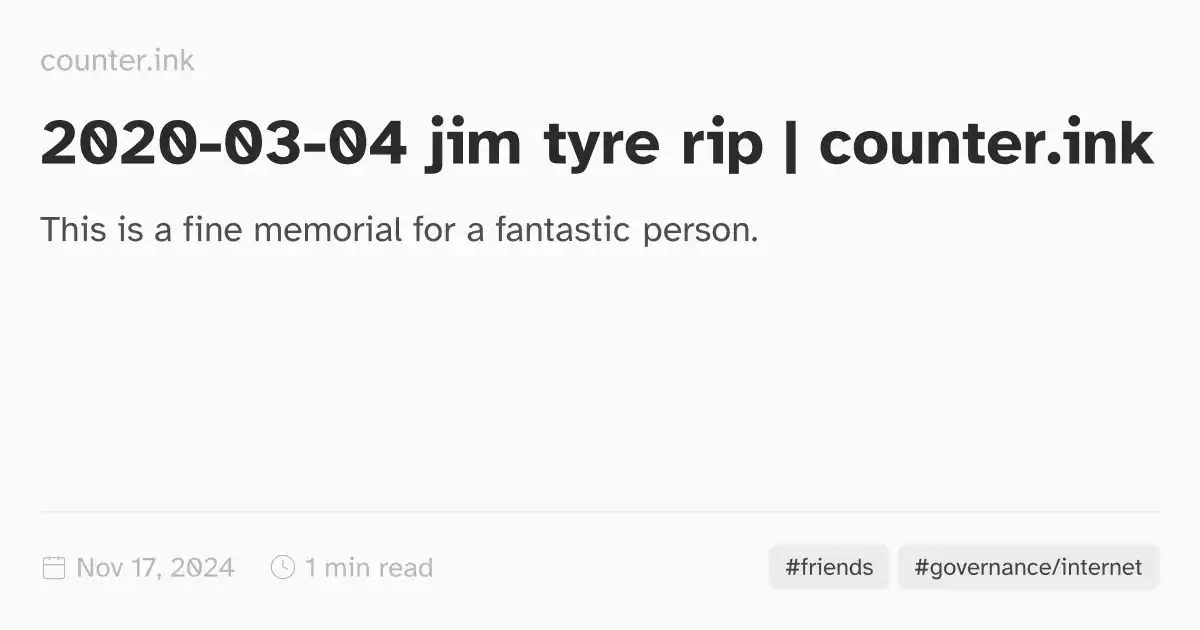 counter.ink
2020-03-04 jim tyre rip | counter.ink
This is a fine memorial for a fantastic person.
Nov 17, 2024 1 min read #friends #governance/internet